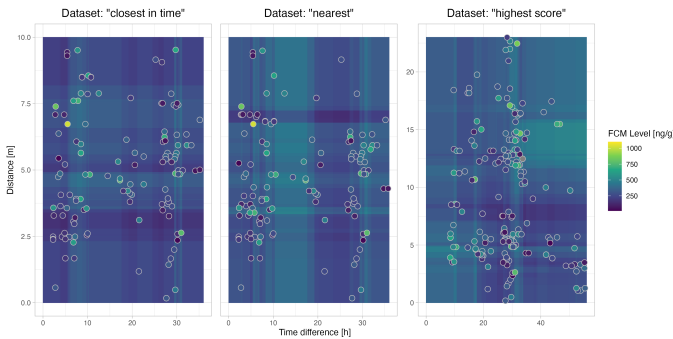 Dataset: "closest in time"
Dataset: "nearest"
Dataset: "highest score"
10.0
7.5
5.0
2.5
0.0
20
15
10
5
0
Distance [m]
0 10 20 30
0 10 20 30
0 20 40
Time difference [h]
FCM Level [ng/g
1000
750
500
250